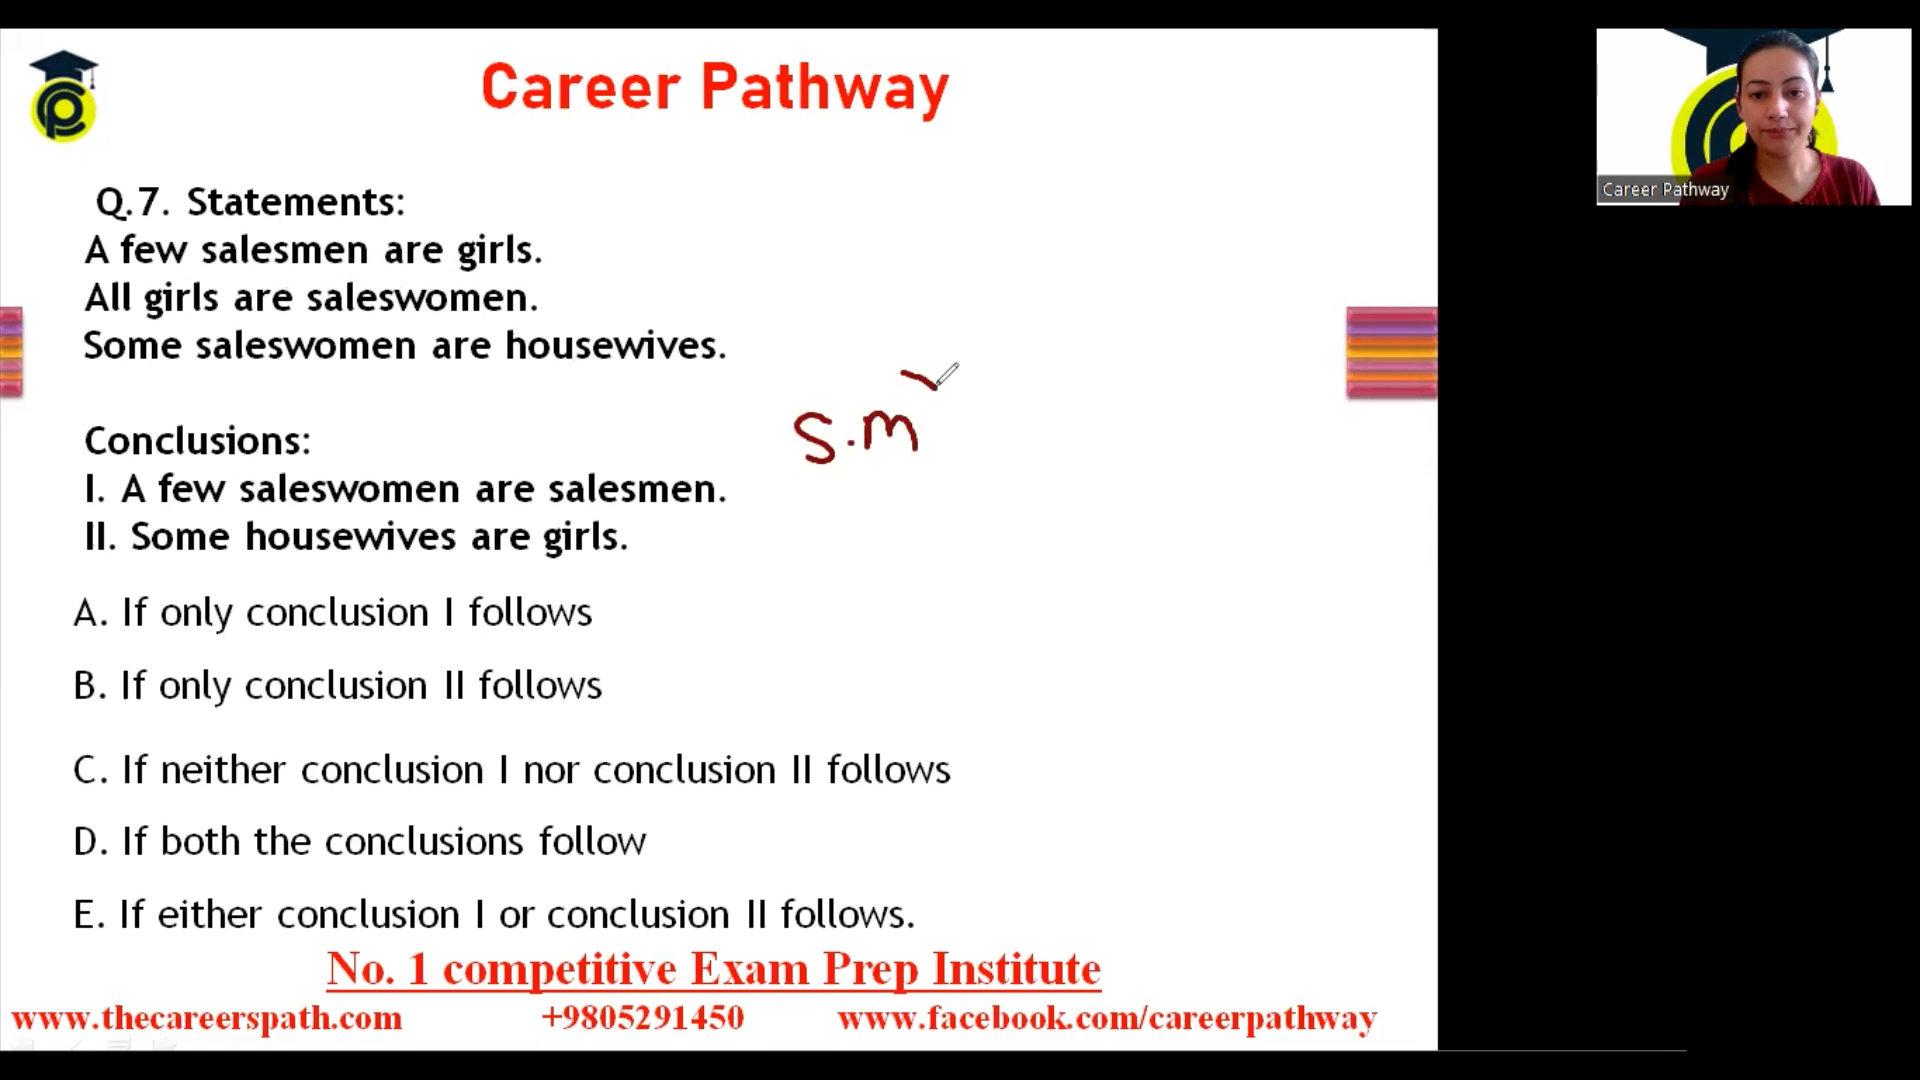 Career Pathway
Career Pathway
Q.7. Statements:
A few salesmen are girls.
All girls are saleswomen.
Some saleswomen are housewives.
S.M
Conclusions:
I. A few saleswomen are salesmen.
II. Some housewives are girls.
A. If only conclusion I follows
B. If only conclusion II follows
C. If neither conclusion I nor conclusion II follows
D. If both the conclusions follow
E. If either conclusion I or conclusion II follows.
No. 1 competitive Exam Prep Institute
www.thecareerspath.com +9805291450 www.facebook.com/careerpathway